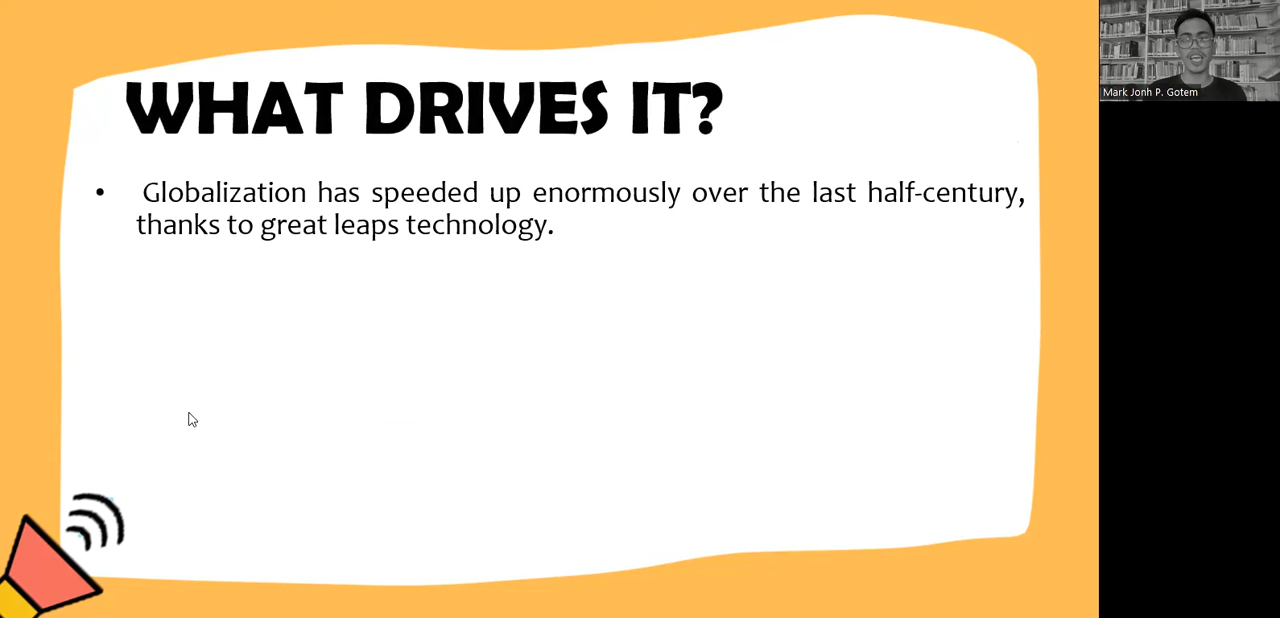 WHAT DRIVES IT?
• Globalization has speeded up enormously over the last half-century,
thanks to great leaps technology.
Mark Jonh P. Gotem